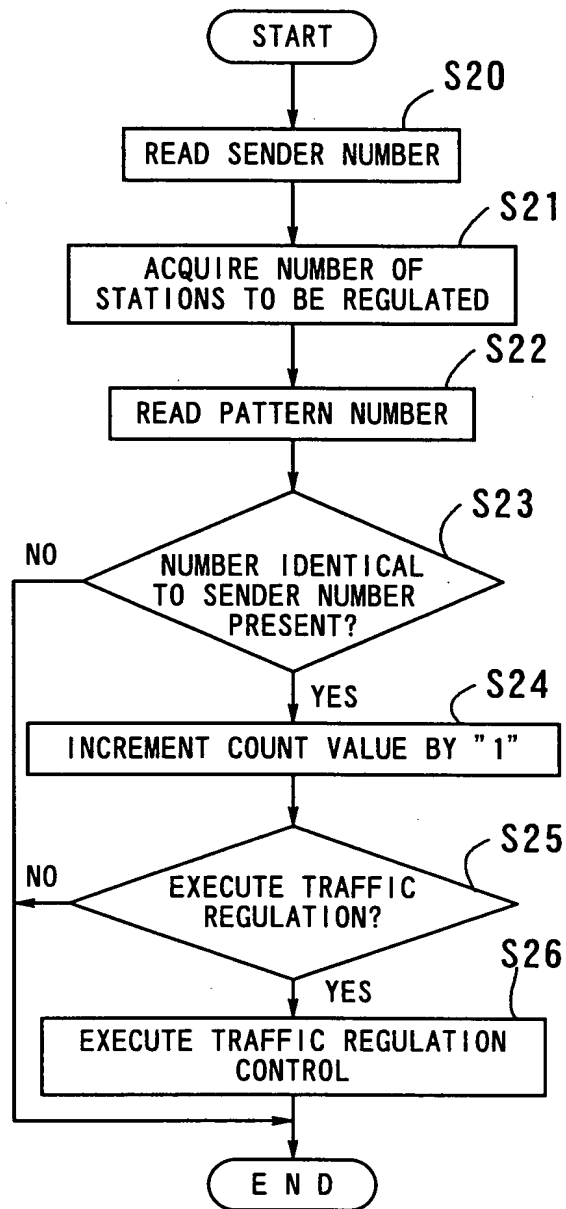 START
S20
READ SENDER NUMBER
S21
ACQUIRE NUMBER OF
STATIONS TO BE REGULATED
S22
READ PATTERN NUMBER
S23
NO
NUMBER IDENTICAL
TO SENDER NUMBER
PRESENT?
YES
S24
INCREMENT COUNT VALUE BY "1"
S25
NO
EXECUTE TRAFFIC
REGULATION?
YES
S26
EXECUTE TRAFFIC REGULATION
CONTROL
END